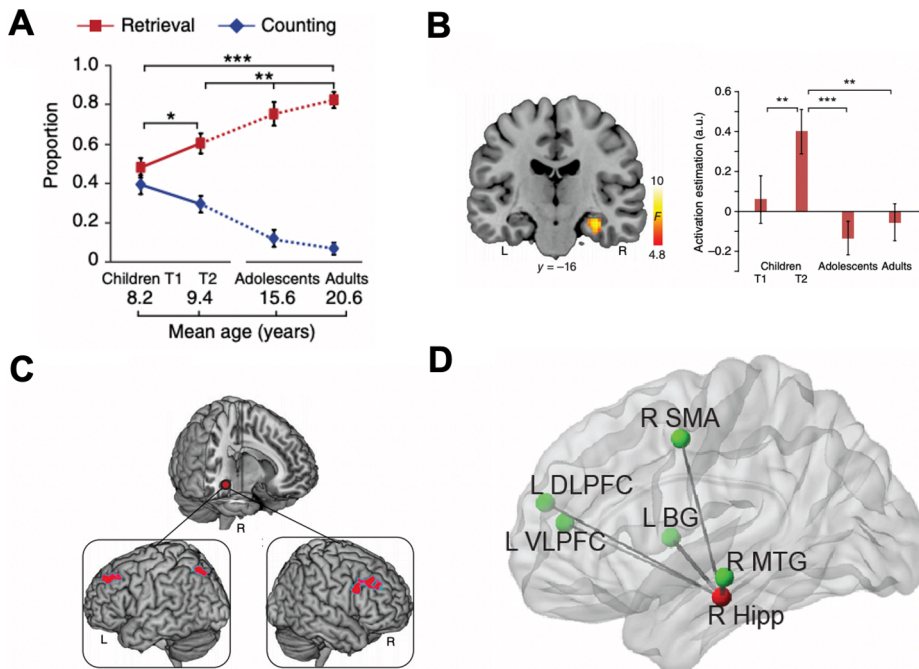 A
Retrieval Counting
***
**
*
1.0
0.8
0.6
0.4
0.2
0
Proportion
Children T1 T2 Adolescents Adults
8.2 9.4 15.6 20.6
Mean age (years)
B
L
R
y = −16
10
F
4.8
Activation estimation (a.u.)
**
** ***
0.6
0.4
0.2
0
−0.2
Children Adolescents Adults
T1 T2
C
R
L
R
D
R SMA
L DLPFC
L VLPFC
L BG
R MTG
R Hipp